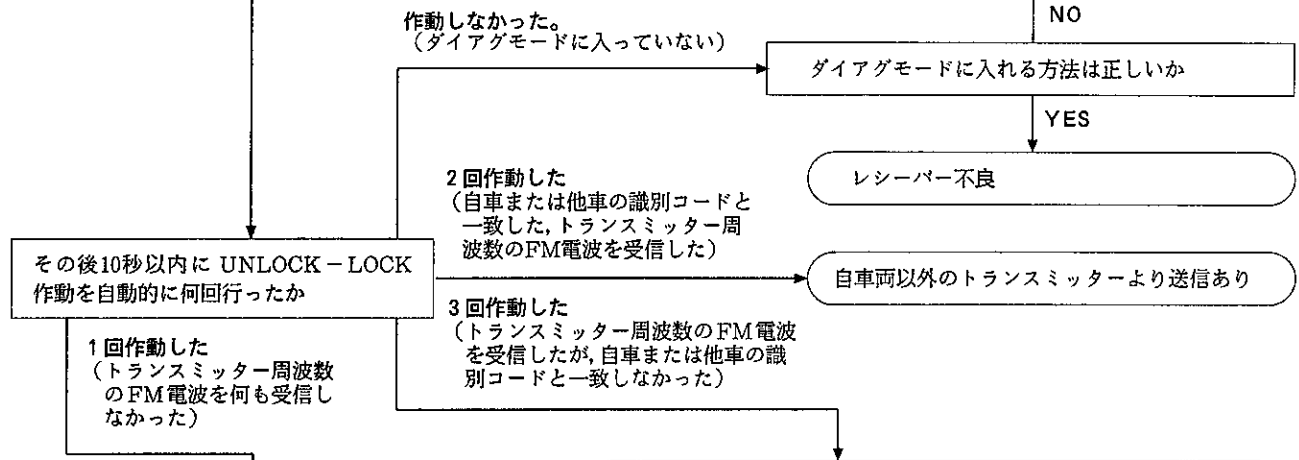 作動しなかった。
（ダイアグモードに入っていない）
NO
ダイアグモードに入れる方法は正しいか
YES
レシーバー不良
2回作動した
（自車または他車の識別コードと
一致した，トランスミッター周
波数のFM電波を受信した）
その後10秒以内に UNLOCK－LOCK
作動を自動的に何回行ったか
自車両以外のトランスミッターより送信あり
3回作動した
（トランスミッター周波数のFM電波
を受信したが，自車または他車の識
別コードと一致しなかった）
1回作動した
（トランスミッター周波数
のFM電波を何も受信し
なかった）